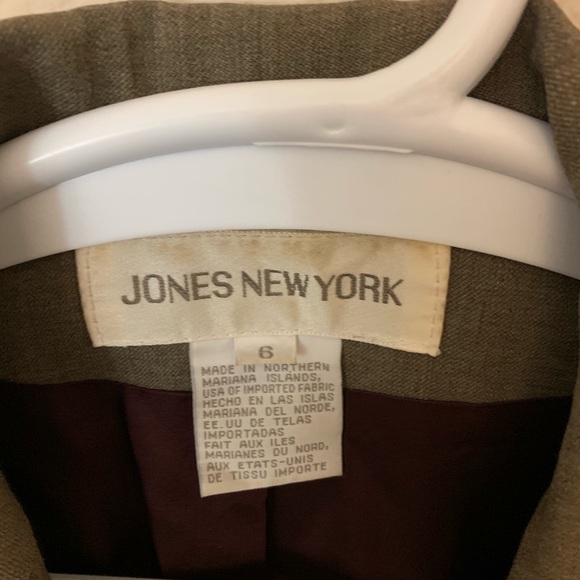 JONES NEW YORK
6
MADE IN NORTHERN
MARIANA ISLANDS,
USA OF IMPORTED FABRIC
HECHO EN LAS ISLAS
MARIANA DEL NORDE,
EE.UU DE TELAS
IMPORTADAS
FAIT AUX ILES
MARIANES DU NORD,
AUX ETATS-UNIS
DE TISSU IMPORTE